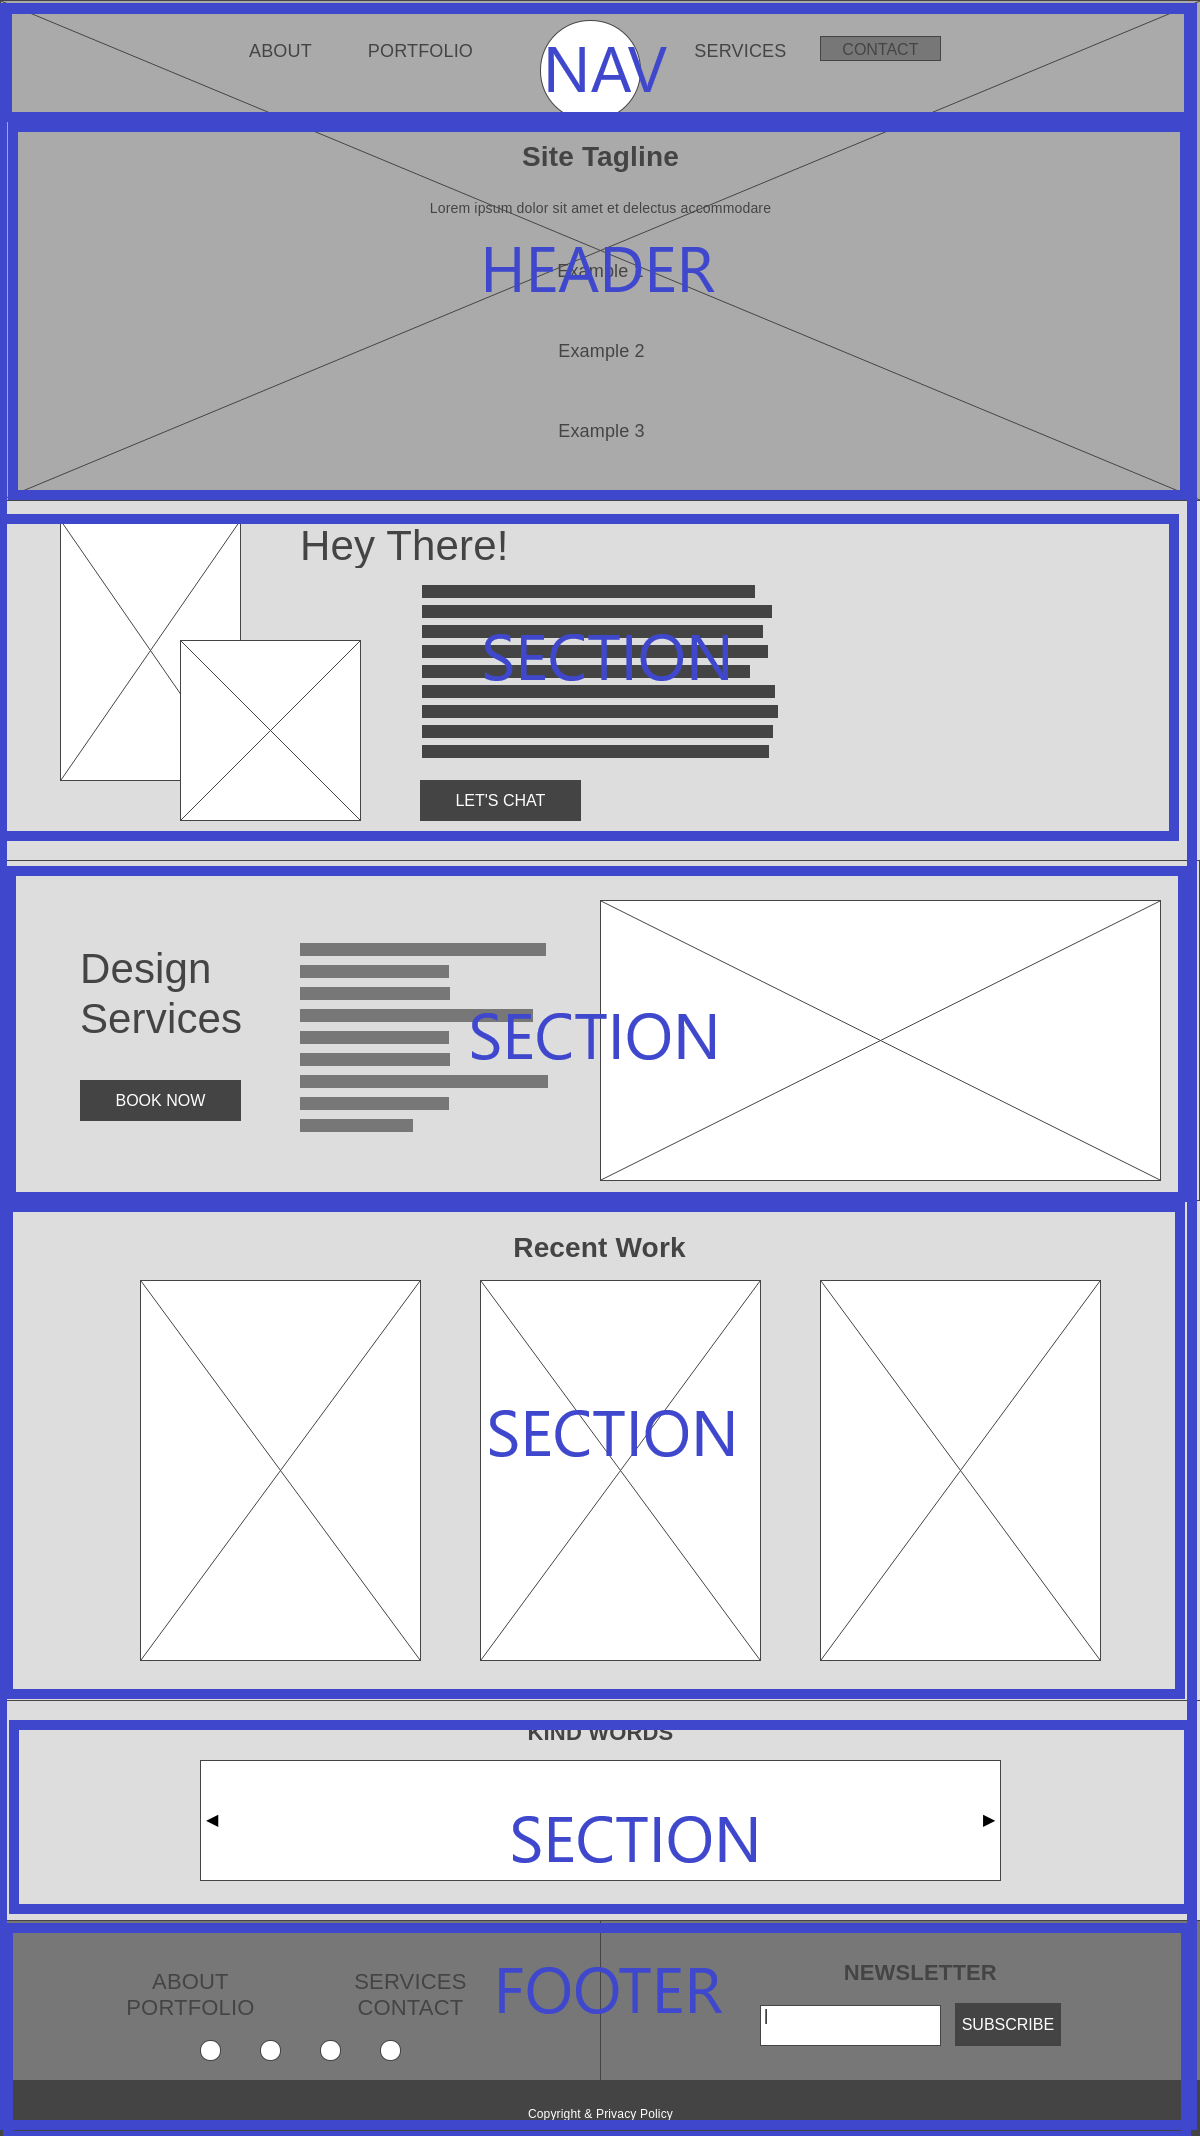 ABOUT PORTFOLIO NAV SERVICES CONTACT
Site Tagline
Lorem ipsum dolor sit amet et delectus accommodare
HEADER
Example
Example 2
Example 3
Hey There!
SECTION
LET'S CHAT
Design
Services
SECTION
BOOK NOW
Recent Work
SECTION
KIND WORDS
SECTION
FOOTER
ABOUT
PORTFOLIO
SERVICES
CONTACT
NEWSLETTER
SUBSCRIBE
Copyright & Privacy Policy